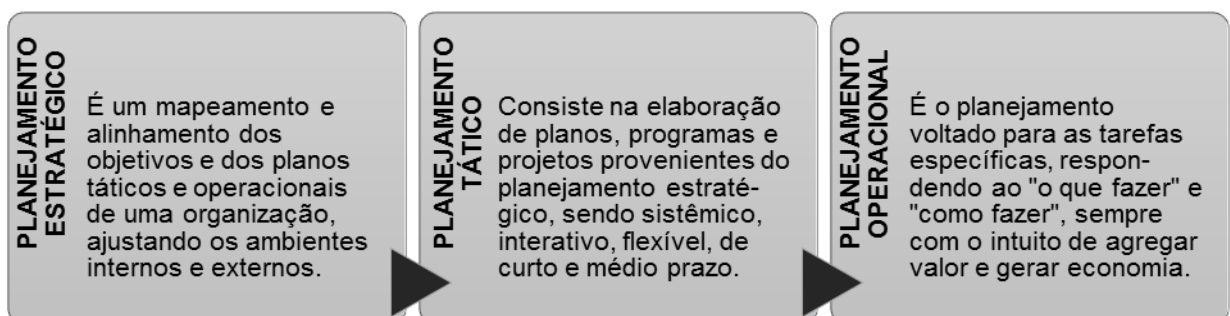 PLANEJAMENTO
ESTRATÉGICO
É um mapeamento e
alinhamento dos
objetivos e dos planos
táticos e operacionais
de uma organização,
ajustando os ambientes
internos e externos.
PLANEJAMENTO
TÁTICO
Consiste na elaboração
de planos, programas e
projetos provenientes do
planejamento estraté-
gico, sendo sistêmico,
interativo, flexível, de
curto e médio prazo.
PLANEJAMENTO
OPERACIONAL
É o planejamento
voltado para as tarefas
específicas, respon-
dendo ao "o que fazer" e
"como fazer", sempre
com o intuito de agregar
valor e gerar economia.